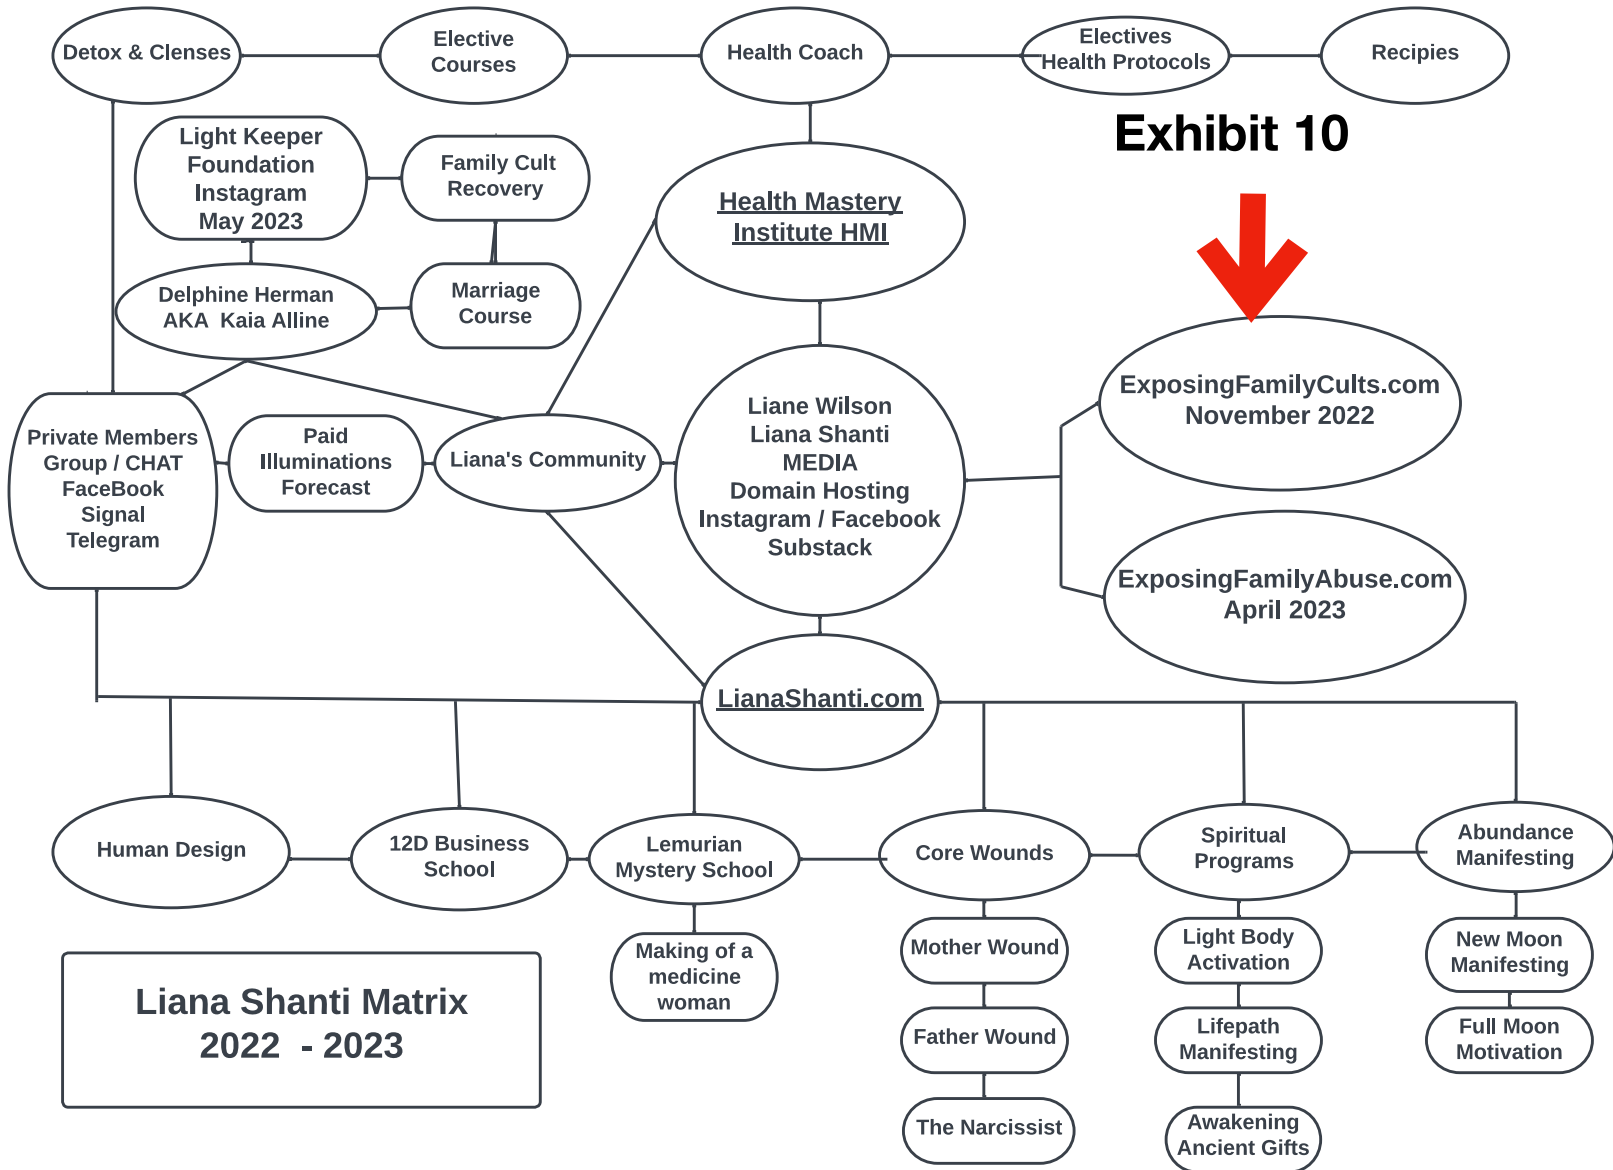 Detox & Clenses
Elective
Courses
Health Coach
Electives
Health Protocols
Recipies
Exhibit 10
Light Keeper
Foundation
Instagram
May 2023
Family Cult
Recovery
Health Mastery
Institute HMI
Delphine Herman
AKA  Kaia Alline
Marriage
Course
ExposingFamilyCults.com
November 2022
Private Members
Group / CHAT
FaceBook
Signal
Telegram
Paid
Illuminations
Forecast
Liana's Community
Liane Wilson
Liana Shanti
MEDIA
Domain Hosting
Instagram / Facebook
Substack
ExposingFamilyAbuse.com
April 2023
LianaShanti.com
Human Design
12D Business
School
Lemurian
Mystery School
Core Wounds
Spiritual
Programs
Abundance
Manifesting
Making of a
medicine
woman
Mother Wound
Light Body
Activation
New Moon
Manifesting
Father Wound
Lifepath
Manifesting
Full Moon
Motivation
The Narcissist
Awakening
Ancient Gifts
Liana Shanti Matrix
2022  - 2023